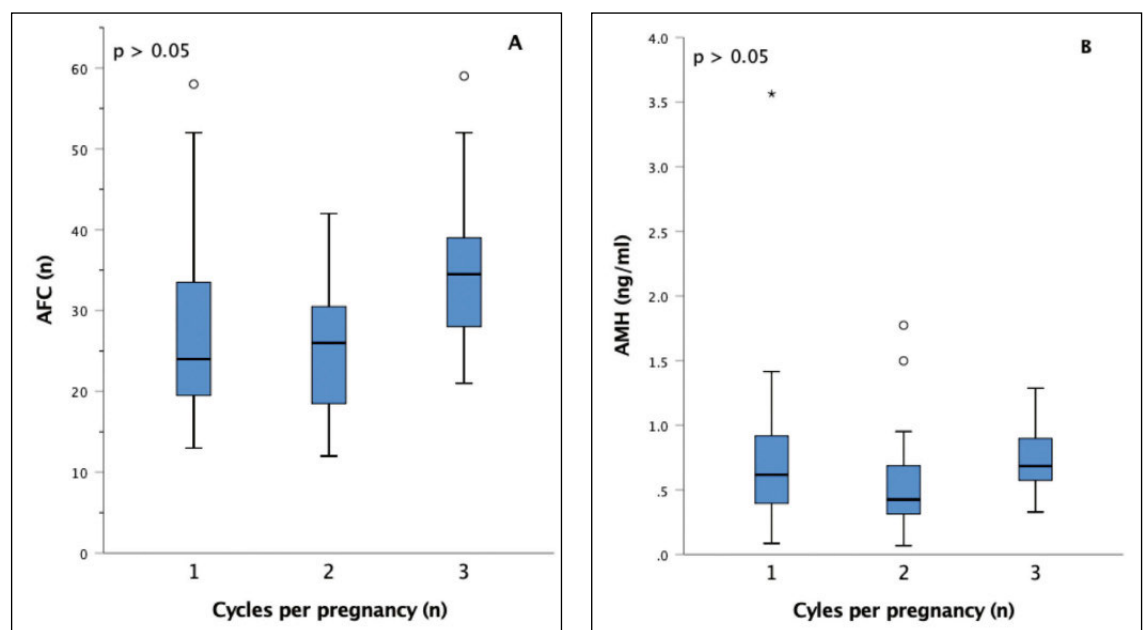 A
p > 0.05
60
50
40
30
20
10
0
AFC (n)
1 2 3
Cycles per pregnancy (n)
B
p > 0.05
4.0
3.5
3.0
2.5
2.0
1.5
1.0
.5
.0
AMH (ng/ml)
*
1 2 3
Cyles per pregnancy (n)